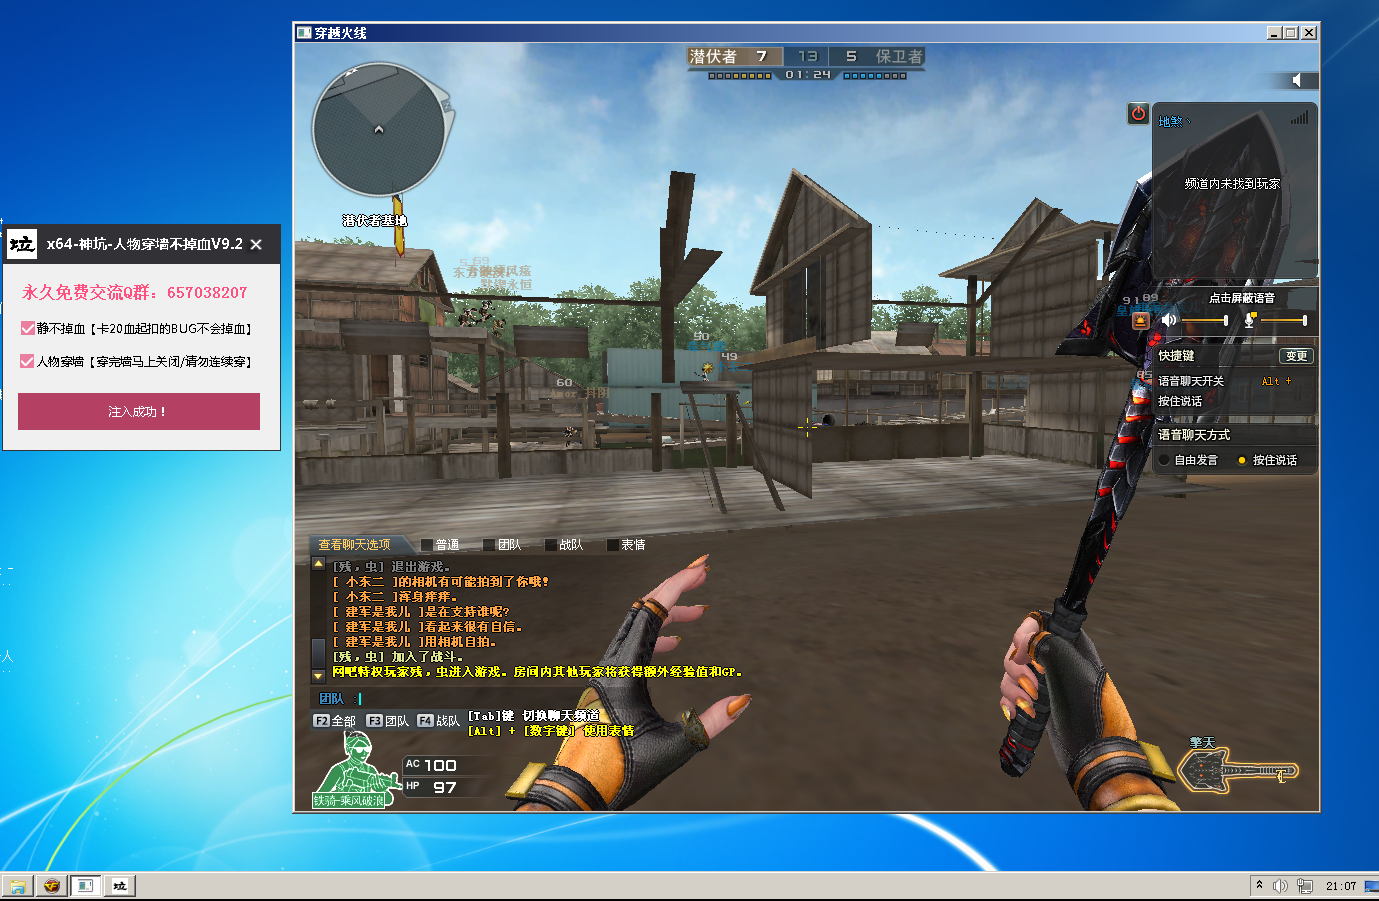 穿越火线
潜伏者 7 13 5 保卫者
01:24
地煞
频道内未找到玩家
潜伏者基地
x64-神坑-人物穿墙不掉血V9.2
永久免费交流Q群：657038207
静不掉血【卡20血起扣的BUG不会掉血】
人物穿墙【穿完墙马上关闭/请勿连续穿】
注入成功！
69
90
49
60
91 89
85
点击屏蔽语音
快捷键 变更
语音聊天开关 Alt +
按住说话
语音聊天方式
自由发言 按住说话
查看聊天选项 普通 团队 战队 表情
[残，虫] 退出游戏。
[ 小东二 ]的相机有可能拍到了你哦!
[ 小东二 ]浑身痒痒。
[ 建军是我儿 ]是在支持谁呢?
[ 建军是我儿 ]看起来很有自信。
[ 建军是我儿 ]用相机自拍。
[残，虫] 加入了战斗。
网吧特权玩家残，虫进入游戏。房间内其他玩家将获得额外经验值和GP。
团队 :
F2 全部 F3 团队 F4 战队
[Tab]键 切换聊天频道
[Alt] + [数字键] 使用表情
AC 100
HP 97
铁骑-乘风破浪
擎天
21:07